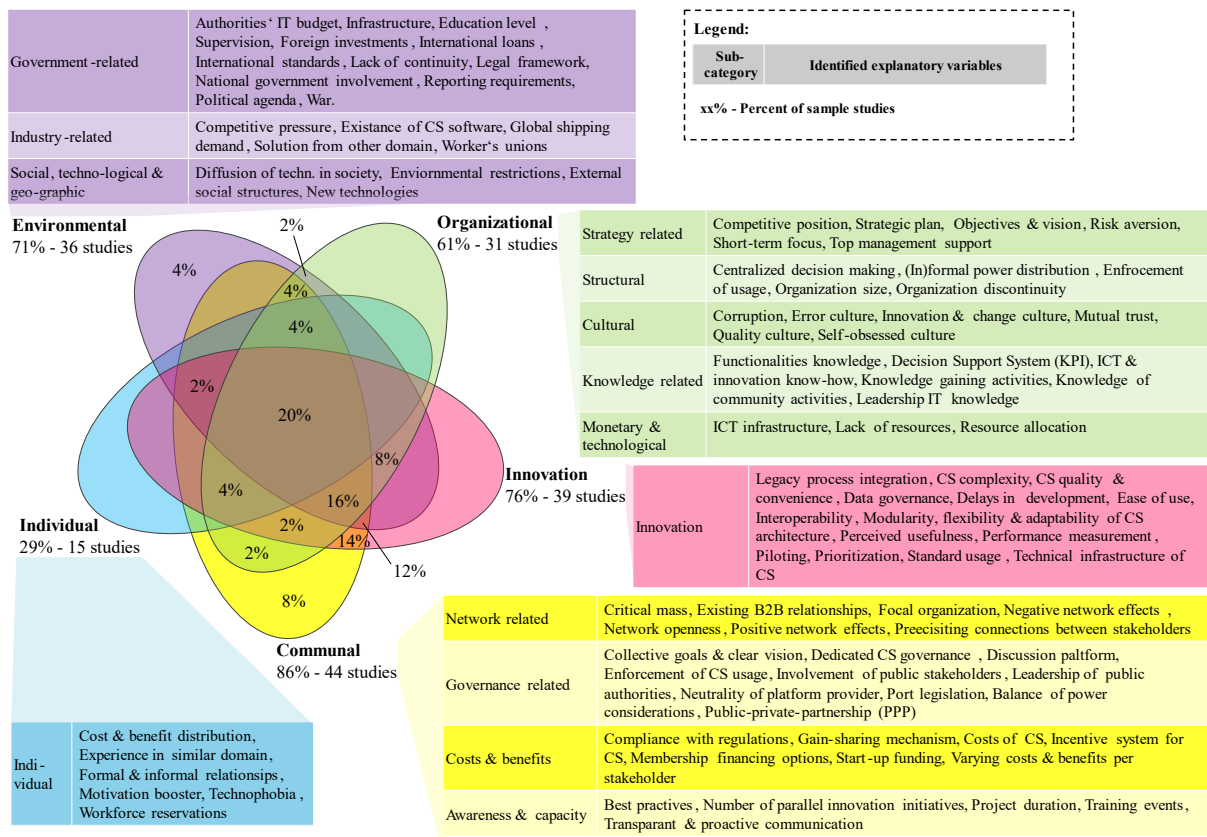 Government -related
Authorities‘ IT budget, Infrastructure, Education level ,
Supervision, Foreign investments , International loans ,
International standards , Lack of continuity, Legal framework,
National government involvement , Reporting requirements,
Political agenda , War.
Industry -related
Competitive pressure, Existance of CS software, Global shipping
demand , Solution from other domain, Worker‘s unions
Social, techno-logical &
geo-graphic
Diffusion of techn. in society, Enviornmental restrictions , External
social structures, New technologies
Legend:
Sub-
category
Identified explanatory variables
xx% - Percent of sample studies
Environmental
71% - 36 studies
Organizational
61% - 31 studies
2%
4%
4%
4%
2%
20%
8%
4%
16%
2%
14%
2%
12%
8%
Innovation
76% - 39 studies
Individual
29% - 15 studies
Communal
86% - 44 studies
Strategy related
Competitive position, Strategic plan, Objectives & vision, Risk aversion,
Short-term focus, Top management support
Structural
Centralized decision making , (In)formal power distribution , Enfrocement of
usage, Organization size, Organization discontinuity
Cultural
Corruption, Error culture, Innovation & change culture, Mutual trust,
Quality culture, Self-obsessed culture
Knowledge related
Functionalities knowledge , Decision Support System (KPI), ICT &
innovation know-how, Knowledge gaining activities, Knowledge of
community activities , Leadership IT knowledge
Monetary &
technological
ICT infrastructure, Lack of resources, Resource allocation
Innovation
Legacy process integration, CS complexity, CS quality &
convenience , Data governance, Delays in development, Ease of use,
Interoperability , Modularity, flexibility & adaptability of CS
architecture , Perceived usefulness , Performance measurement ,
Piloting, Prioritization, Standard usage , Technical infrastructure of
CS
Network related
Critical mass, Existing B2B relationships, Focal organization, Negative network effects ,
Network openness, Positive network effects, Preecisiting connections between stakeholders
Governance related
Collective goals & clear vision, Dedicated CS governance , Discussion paltform,
Enforcement of CS usage, Involvement of public stakeholders , Leadership of public
authorities, Neutrality of platform provider, Port legislation, Balance of power
considerations , Public-private-partnership (PPP)
Costs & benefits
Compliance with regulations, Gain-sharing mechanism, Costs of CS, Incentive system for
CS, Membership financing options, Start-up funding, Varying costs & benefits per
stakeholder
Awareness & capacity
Best practives , Number of parallel innovation initiatives, Project duration, Training events,
Transparant & proactive communication
Indi-
vidual
Cost & benefit distribution,
Experience in similar domain,
Formal & informal relationsips ,
Motivation booster, Technophobia ,
Workforce reservations